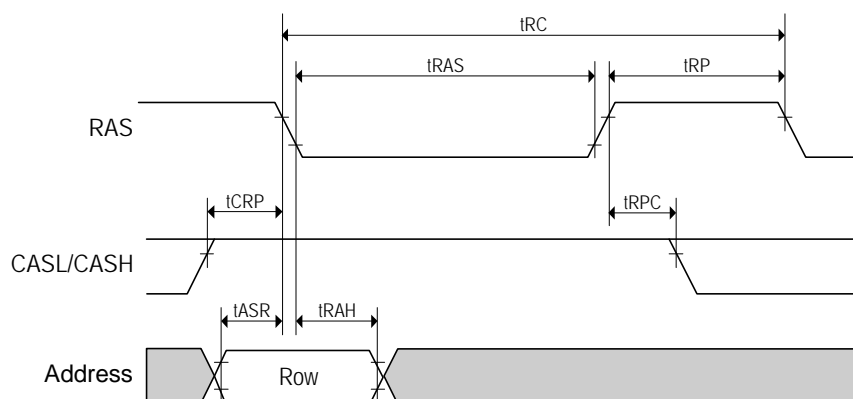 tRC
tRAS
tRP
RAS
tCRP
tRPC
CASL/CASH
tASR
tRAH
Address
Row